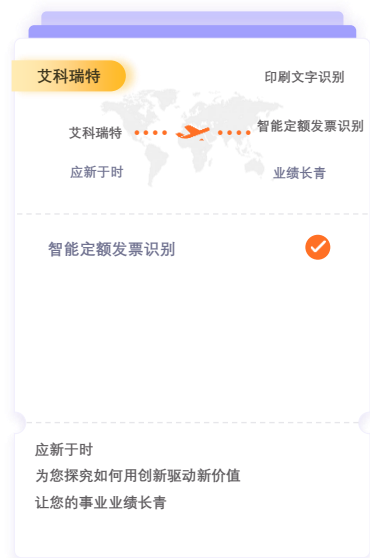 艾科瑞特
印刷文字识别
艾科瑞特
智能定额发票识别
应新于时
业绩长青
智能定额发票识别
应新于时
为您探究如何用创新驱动新价值
让您的事业业绩长青